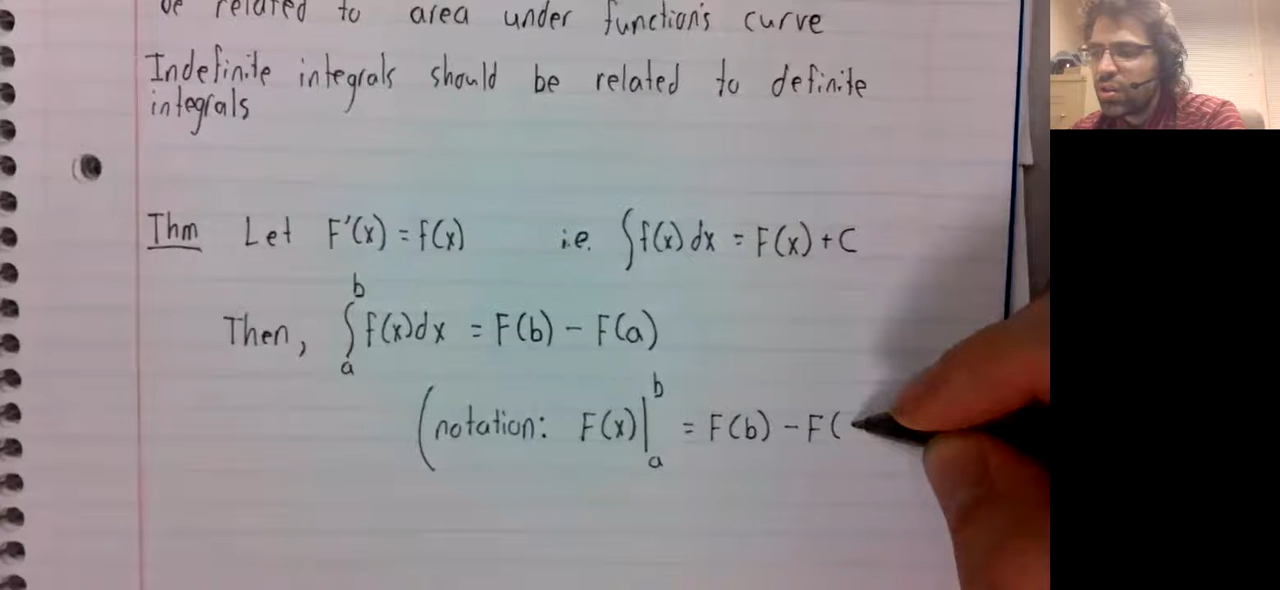 be related to area under function's curve
Indefinite integrals should be related to definite
integrals
Thm Let F'(x) = f(x) i.e. ∫f(x)dx = F(x) + C
Then, ∫_a^b f(x)dx = F(b) - F(a)
(notation: F(x)|_a^b = F(b) - F(